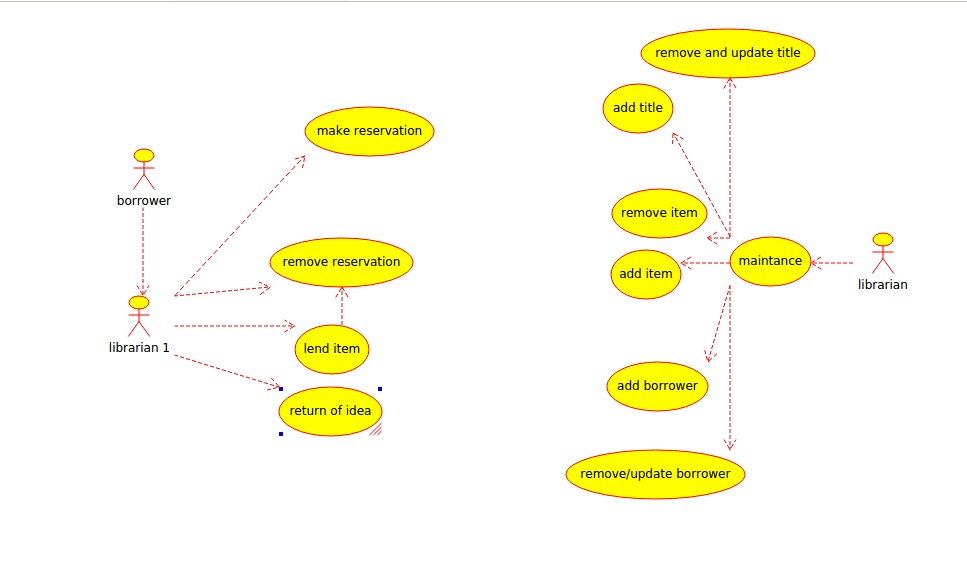 borrower
librarian 1
make reservation
remove reservation
lend item
return of idea
remove and update title
add title
remove item
add item
maintance
librarian
add borrower
remove/update borrower